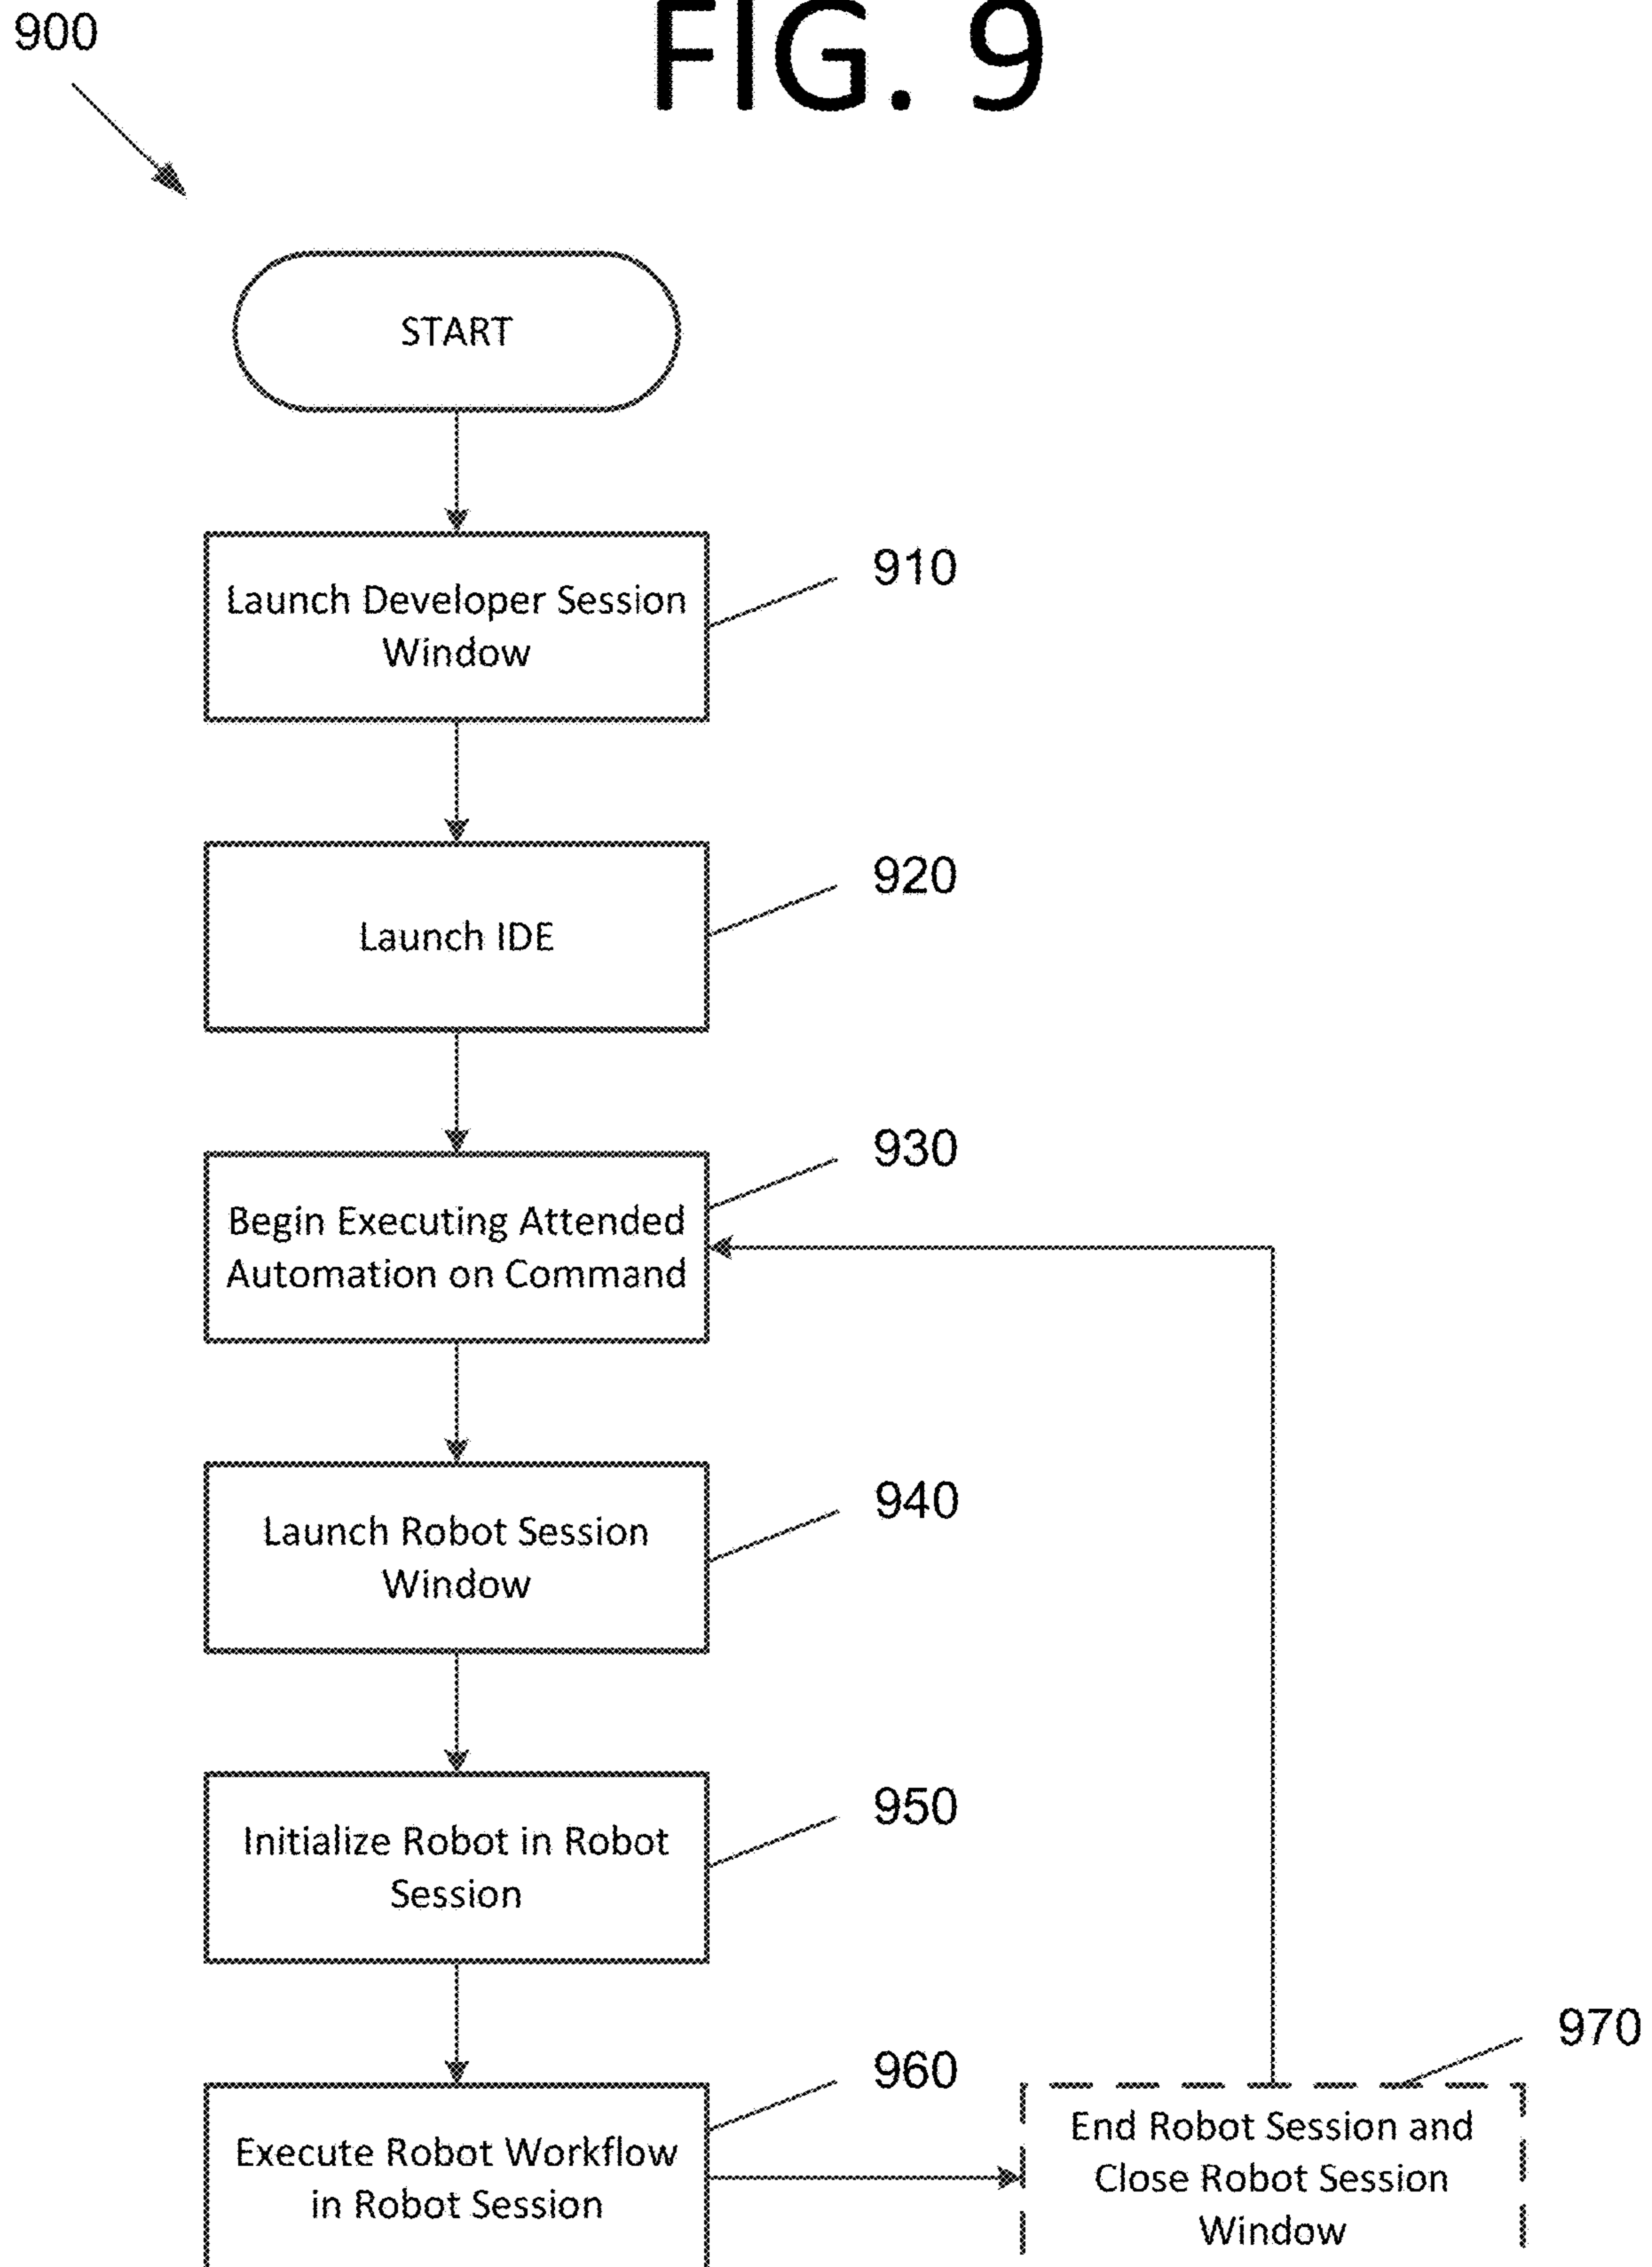 900
FIG. 9
START
Launch Developer Session
Window
910
Launch IDE
920
Begin Executing Attended
Automation on Command
930
Launch Robot Session
Window
940
Initialize Robot in Robot
Session
950
Execute Robot Workflow
in Robot Session
960
End Robot Session and
Close Robot Session
Window
970